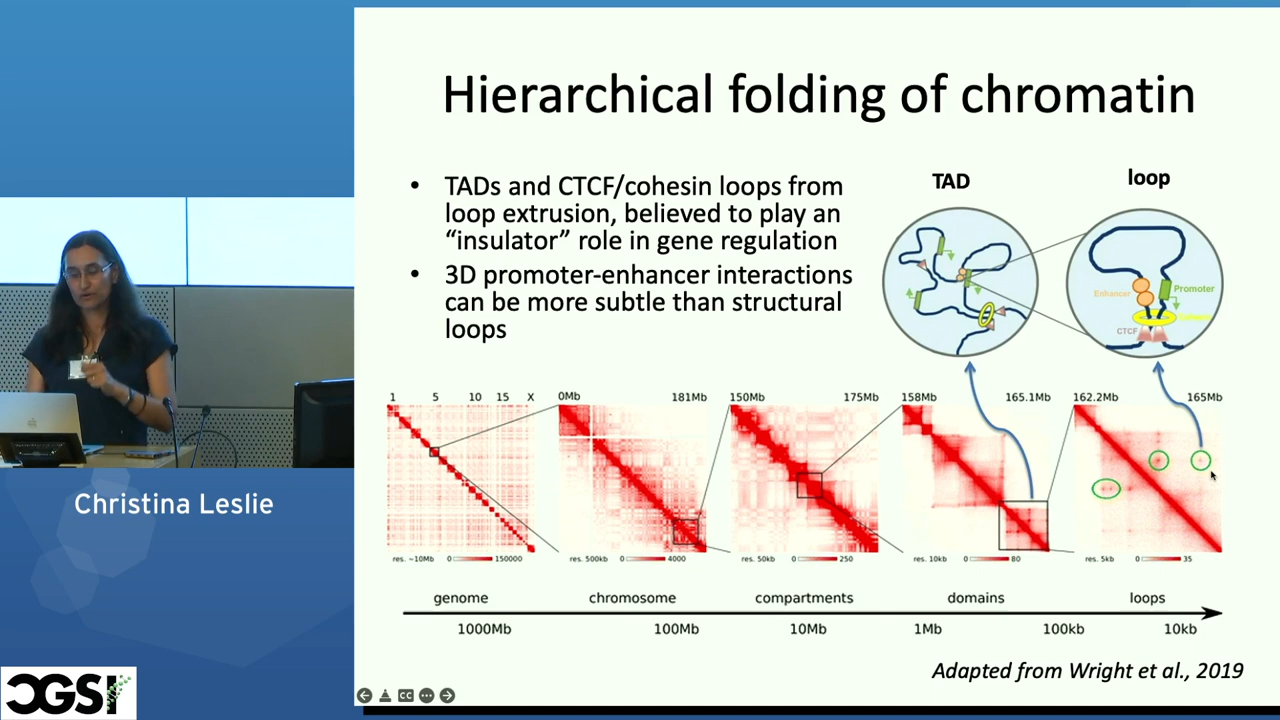 Hierarchical folding of chromatin
• TADs and CTCF/cohesin loops from
loop extrusion, believed to play an
“insulator” role in gene regulation
• 3D promoter-enhancer interactions
can be more subtle than structural
loops
TAD
loop
Enhancer
Promoter
CTCF
1 5 10 15 X
0Mb 181Mb
150Mb 175Mb
158Mb 165.1Mb
162.2Mb 165Mb
res. ~10Mb 0 150000
res. 500kb 0 4000
res. 50kb 0 250
res. 10kb 0 80
res. 5kb 0 35
genome chromosome compartments domains loops
1000Mb 100Mb 10Mb 1Mb 100kb 10kb
Adapted from Wright et al., 2019
Christina Leslie
CGSI
CC